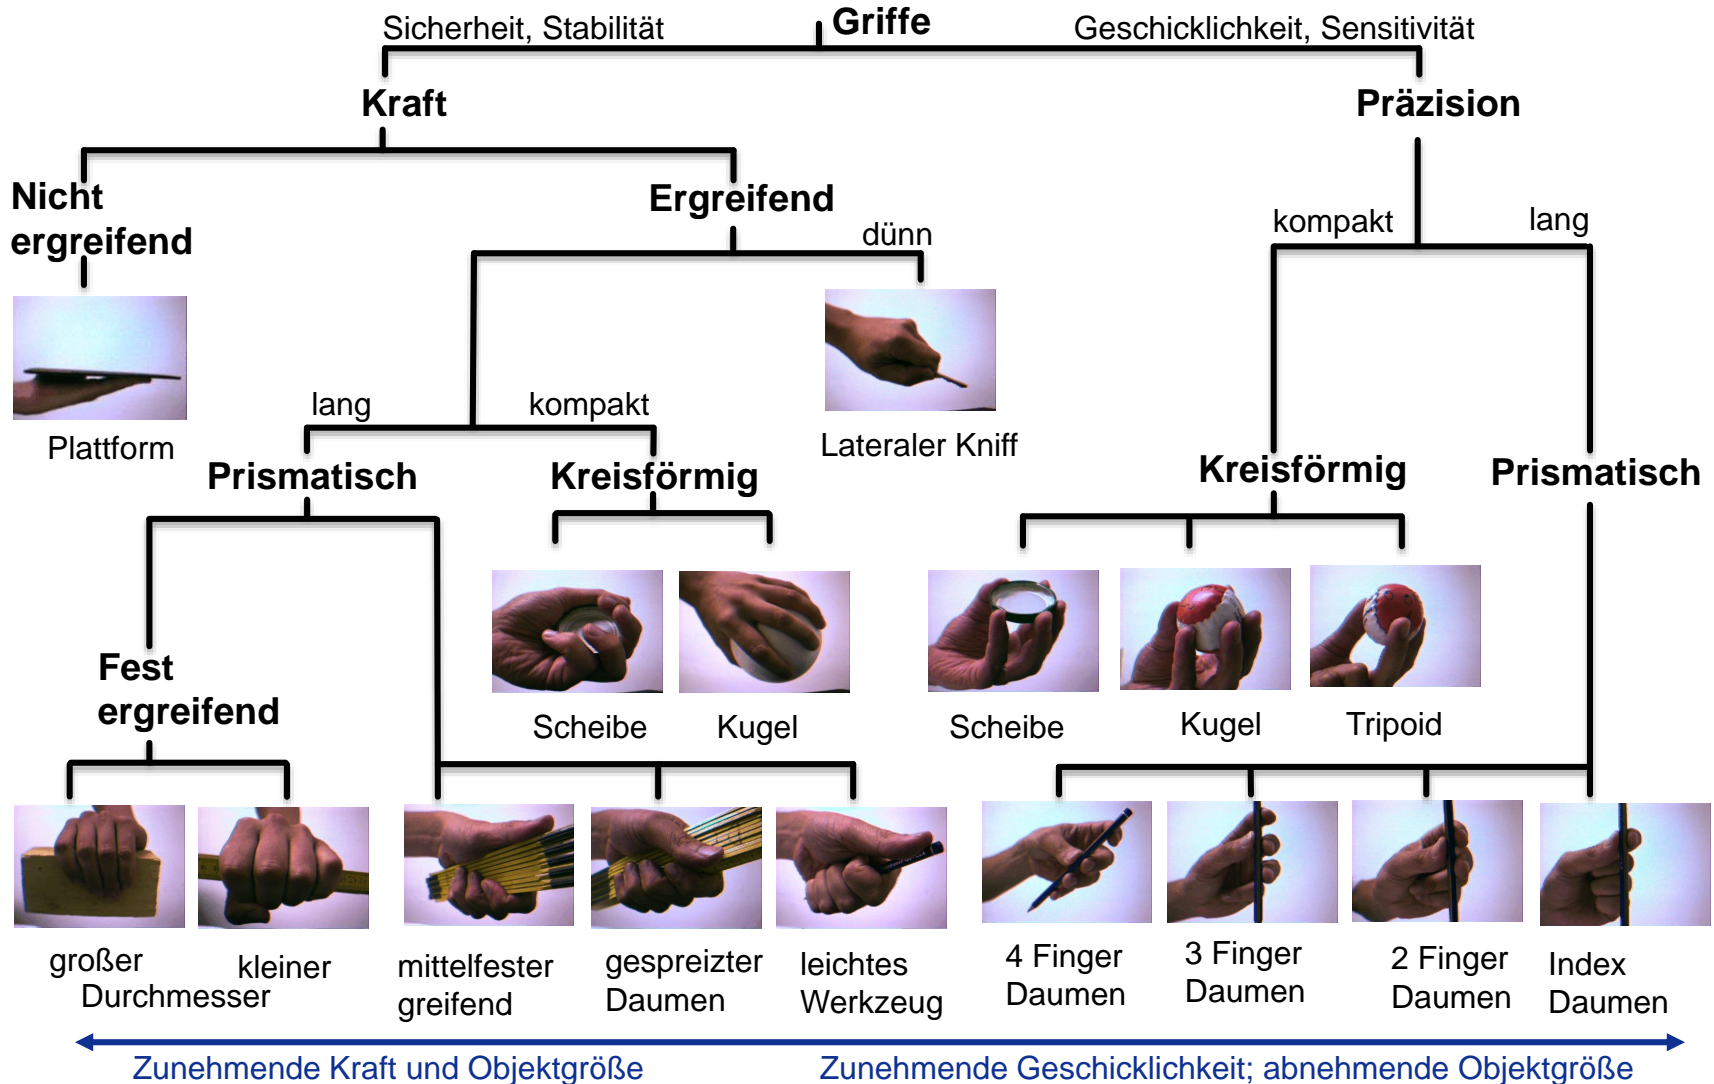 Griffe
Sicherheit, Stabilität
Geschicklichkeit, Sensitivität
Kraft
Präzision
Nicht
ergreifend
Ergreifend
dünn
kompakt
lang
Plattform
lang
kompakt
Lateraler Kniff
Prismatisch
Kreisförmig
Kreisförmig
Prismatisch
Fest
ergreifend
Scheibe
Kugel
Scheibe
Kugel
Tripoid
großer
kleiner
Durchmesser
mittelfester
greifend
gespreizter
Daumen
leichtes
Werkzeug
4 Finger
Daumen
3 Finger
Daumen
2 Finger
Daumen
Index
Daumen
Zunehmende Kraft und Objektgröße
Zunehmende Geschicklichkeit; abnehmende Objektgröße